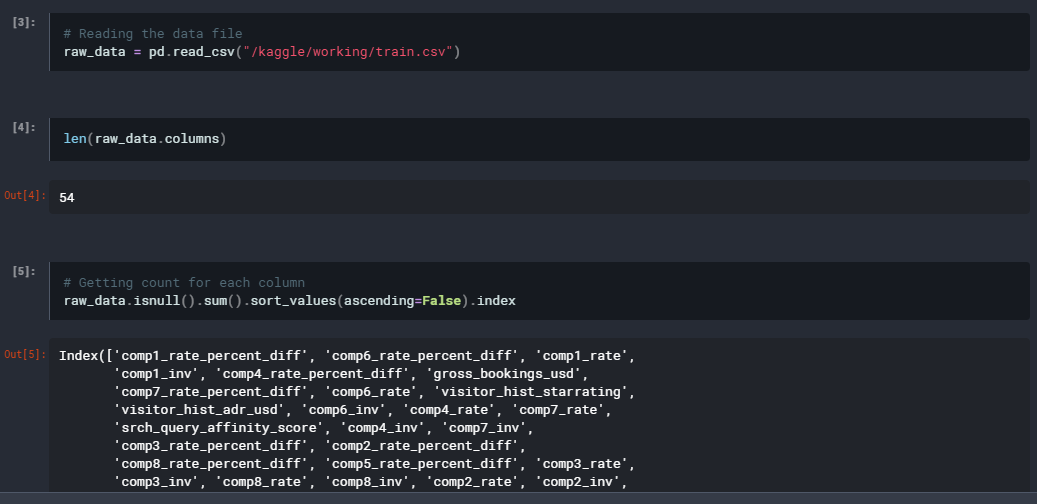 [3]:
# Reading the data file
raw_data = pd.read_csv("/kaggle/working/train.csv")
[4]:
len(raw_data.columns)
Out[4]:
54
[5]:
# Getting count for each column
raw_data.isnull().sum().sort_values(ascending=False).index
Out[5]:
Index(['comp1_rate_percent_diff', 'comp6_rate_percent_diff', 'comp1_rate',
'comp1_inv', 'comp4_rate_percent_diff', 'gross_bookings_usd',
'comp7_rate_percent_diff', 'comp6_rate', 'visitor_hist_starrating',
'visitor_hist_adr_usd', 'comp6_inv', 'comp4_rate', 'comp7_rate',
'srch_query_affinity_score', 'comp4_inv', 'comp7_inv',
'comp3_rate_percent_diff', 'comp2_rate_percent_diff',
'comp8_rate_percent_diff', 'comp5_rate_percent_diff', 'comp3_rate',
'comp3_inv', 'comp8_rate', 'comp8_inv', 'comp2_rate', 'comp2_inv',